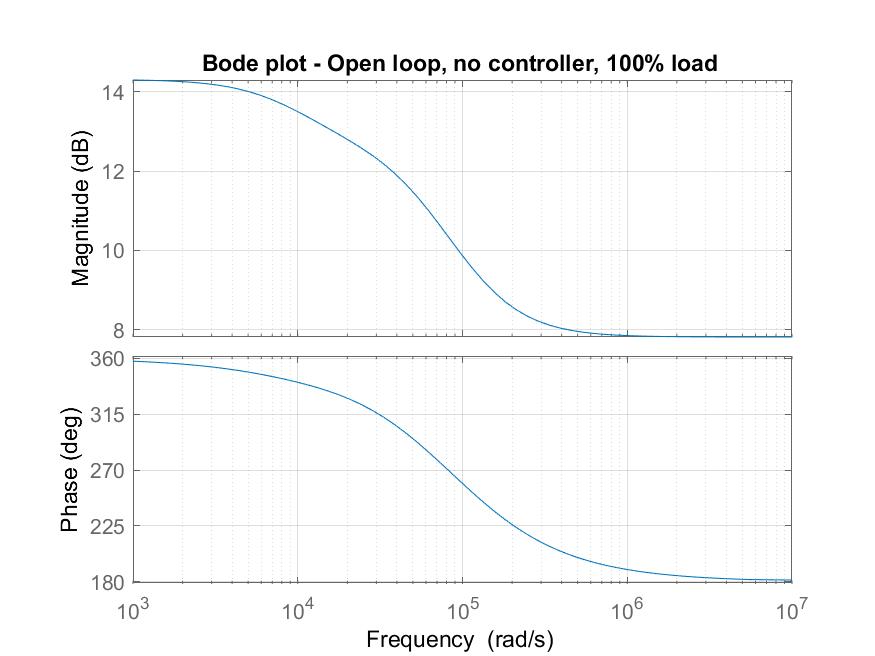 Bode plot - Open loop, no controller, 100% load
Magnitude (dB)
14
12
10
8
Phase (deg)
360
315
270
225
180
10^3 10^4 10^5 10^6 10^7
Frequency (rad/s)